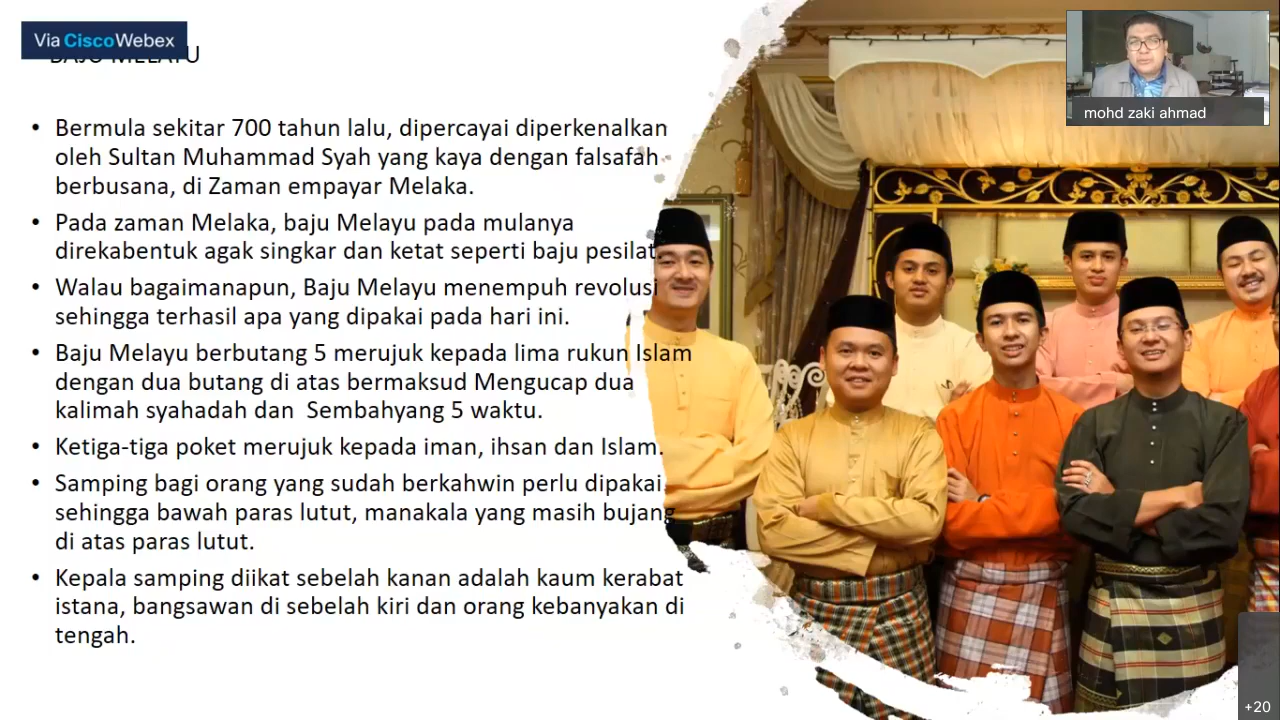 Via Cisco Webex
BAJU MELAYU
• Bermula sekitar 700 tahun lalu, dipercayai diperkenalkan
oleh Sultan Muhammad Syah yang kaya dengan falsafah
berbusana, di Zaman empayar Melaka.
• Pada zaman Melaka, baju Melayu pada mulanya
direkabentuk agak singkar dan ketat seperti baju pesilat.
• Walau bagaimanapun, Baju Melayu menempuh revolusi
sehingga terhasil apa yang dipakai pada hari ini.
• Baju Melayu berbutang 5 merujuk kepada lima rukun Islam
dengan dua butang di atas bermaksud Mengucap dua
kalimah syahadah dan  Sembahyang 5 waktu.
• Ketiga-tiga poket merujuk kepada iman, ihsan dan Islam.
• Samping bagi orang yang sudah berkahwin perlu dipakai
sehingga bawah paras lutut, manakala yang masih bujang
di atas paras lutut.
• Kepala samping diikat sebelah kanan adalah kaum kerabat
istana, bangsawan di sebelah kiri dan orang kebanyakan di
tengah.
mohd zaki ahmad
+20